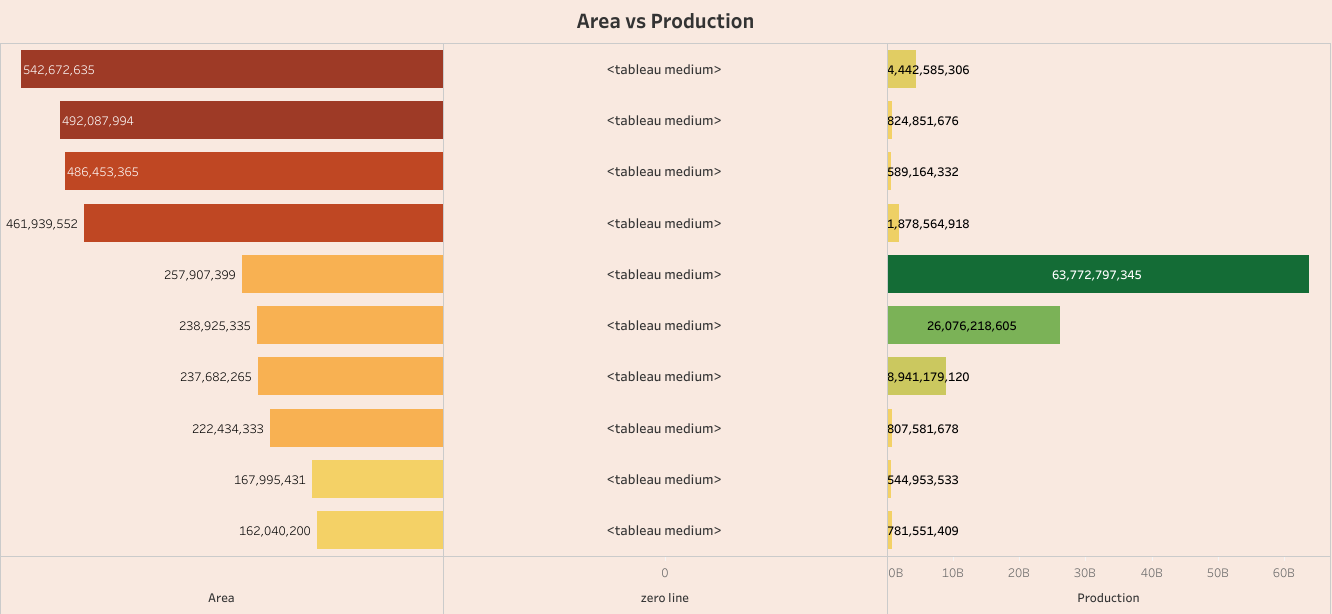 Area vs Production
542,672,635 <tableau medium> 4,442,585,306
492,087,994 <tableau medium> 824,851,676
486,453,365 <tableau medium> 589,164,332
461,939,552 <tableau medium> 1,878,564,918
257,907,399 <tableau medium> 63,772,797,345
238,925,335 <tableau medium> 26,076,218,605
237,682,265 <tableau medium> 8,941,179,120
222,434,333 <tableau medium> 807,581,678
167,995,431 <tableau medium> 544,953,533
162,040,200 <tableau medium> 781,551,409
0 0B 10B 20B 30B 40B 50B 60B
Area zero line Production